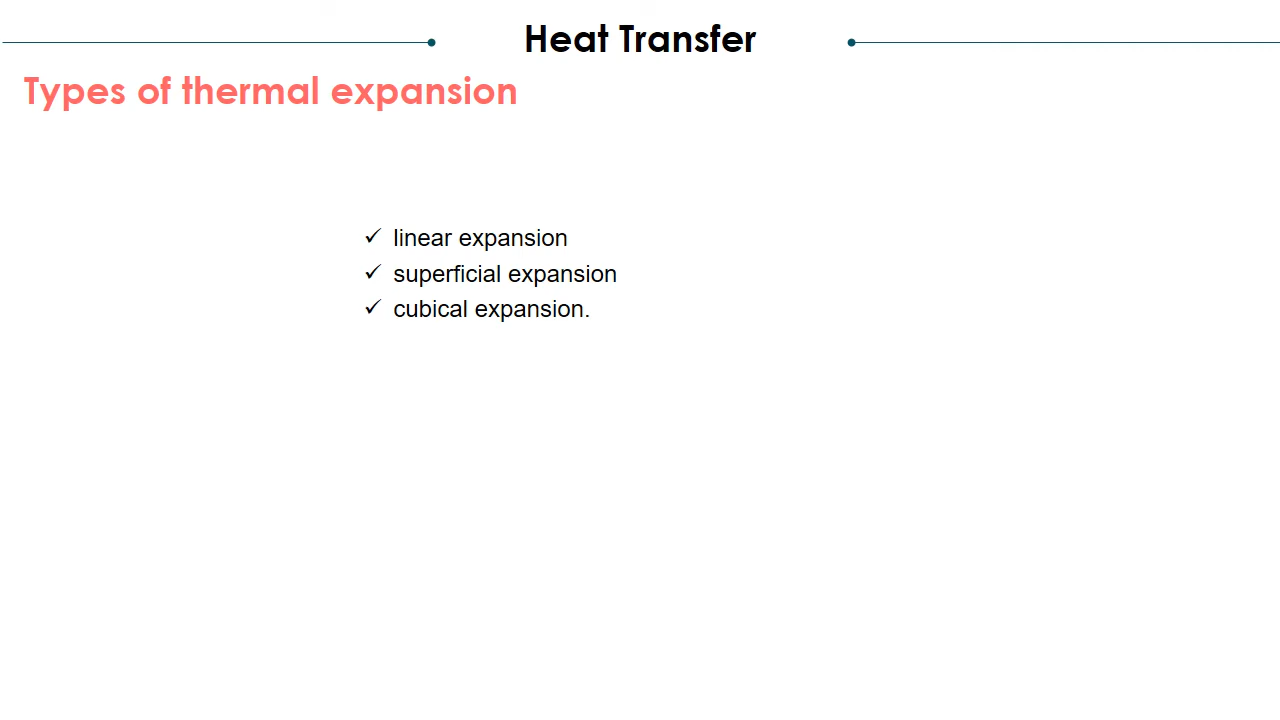 Heat Transfer
Types of thermal expansion
✓ linear expansion
✓ superficial expansion
✓ cubical expansion.